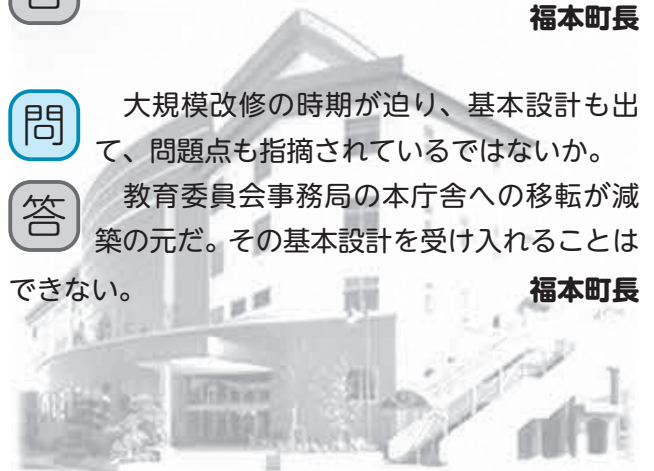 答
福本町長
問
大規模改修の時期が迫り、基本設計も出
て、問題点も指摘されているではないか。
答
教育委員会事務局の本庁舎への移転が減
築の元だ。その基本設計を受け入れることは
できない。 福本町長